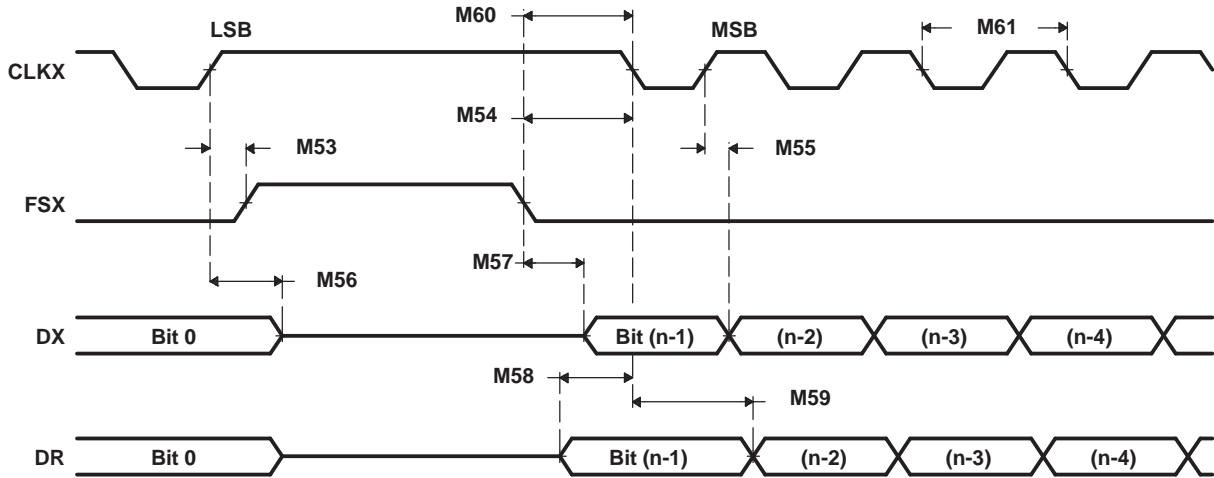 M60
LSB
MSB
M61
CLKX
M54
M53
M55
FSX
M57
M56
DX
Bit 0
Bit (n-1)
(n-2)
(n-3)
(n-4)
M58
M59
DR
Bit 0
Bit (n-1)
(n-2)
(n-3)
(n-4)